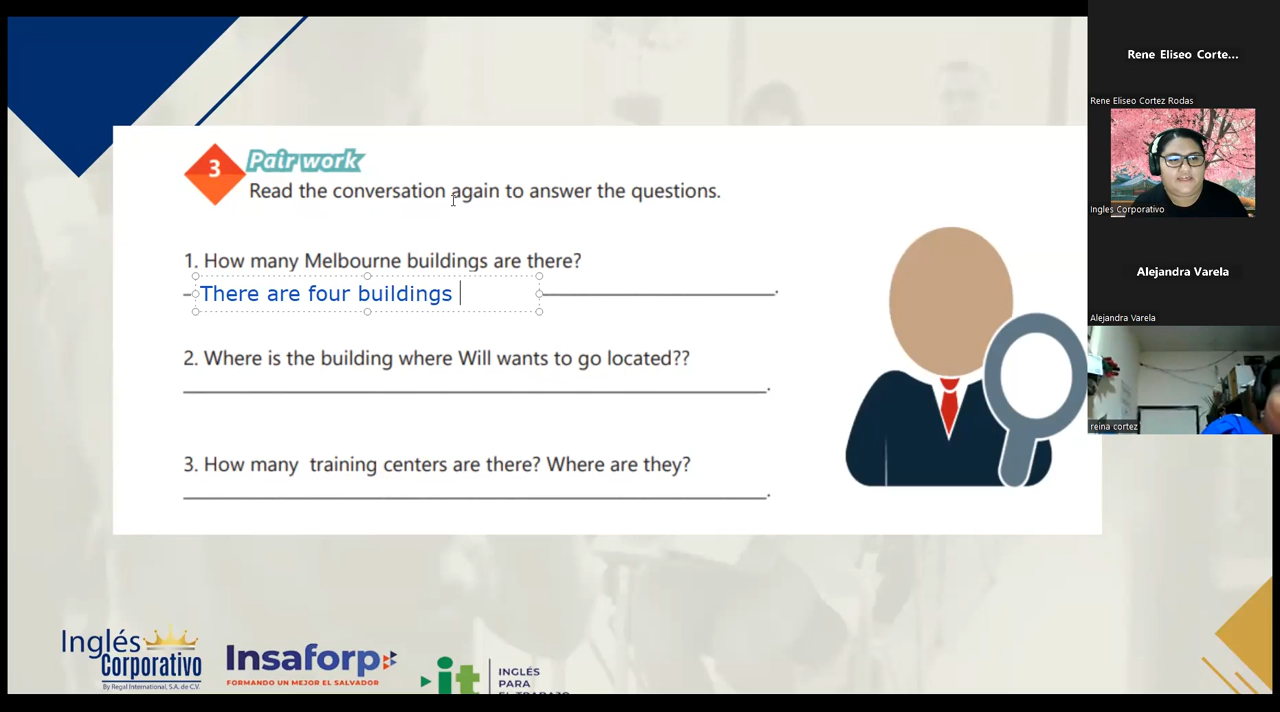 Rene Eliseo Corte...
Rene Eliseo Cortez Rodas
3
Pair work
Read the conversation again to answer the questions.
Ingles Corporativo
1. How many Melbourne buildings are there?
There are four buildings
.
Alejandra Varela
Alejandra Varela
2. Where is the building where Will wants to go located??
.
reina cortez
3. How many training centers are there? Where are they?
.
Inglés
Corporativo
By Regal International, S.A. de C.V.
Insaforp
FORMANDO UN MEJOR EL SALVADOR
it
INGLÉS
PARA
EL TRABAJO